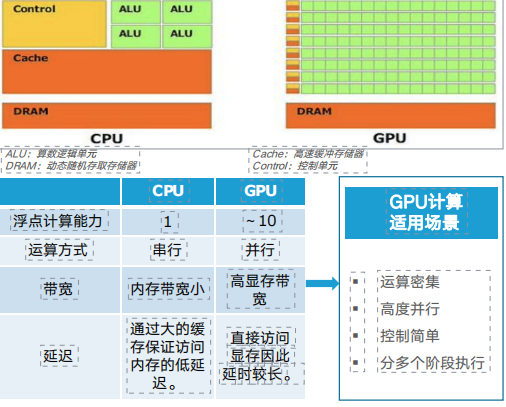 Control
ALU
ALU
ALU
ALU
Cache
DRAM
CPU
DRAM
GPU
ALU：算数逻辑单元
DRAM：动态随机存取存储器
Cache：高速缓冲存储器
Control：控制单元
CPU
GPU
浮点计算能力
1
~ 10
运算方式
串行
并行
带宽
内存带宽小
高显存带
宽
延迟
通过大的缓
存保证访问
内存的低延
迟。
直接访问
显存因此
延时较长。
GPU计算
适用场景
▪ 运算密集
▪ 高度并行
▪ 控制简单
▪ 分多个阶段执行